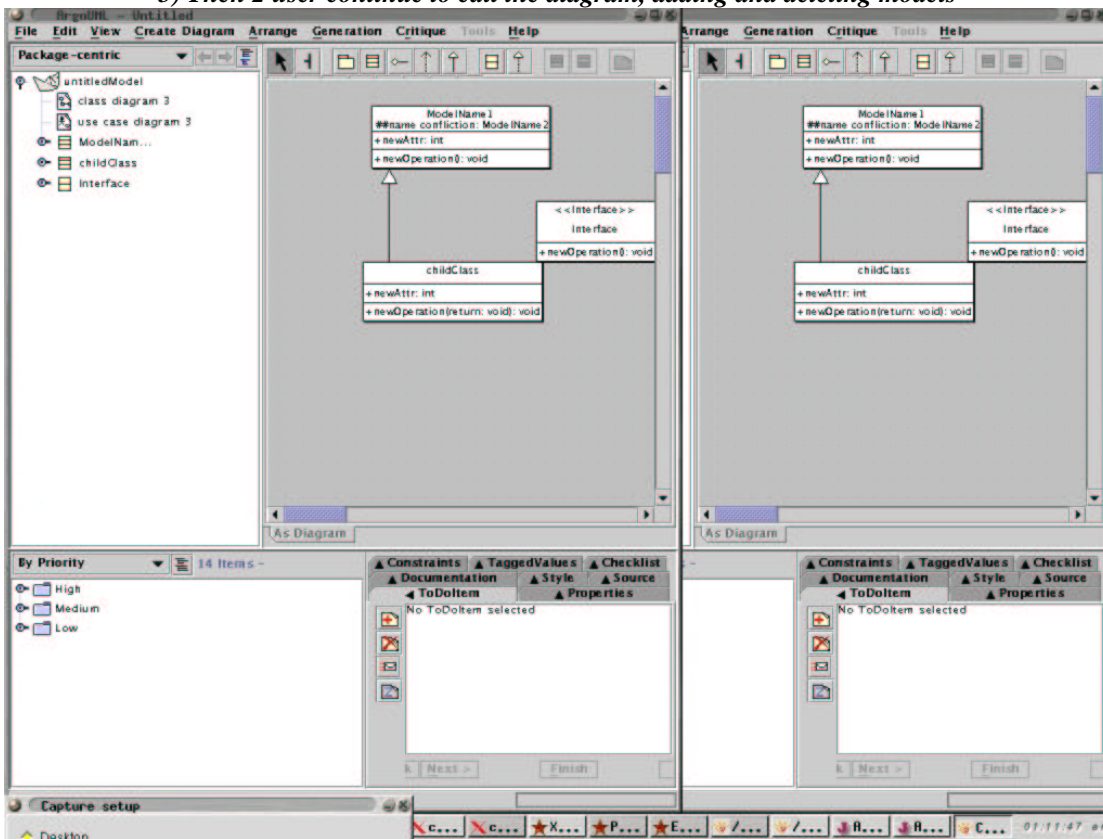 3) Then 2 user continue to edit the diagram, adding and deleting models
ArgoUML - Untitled
File Edit View Create Diagram Arrange Generation Critique Tools Help
Arrange Generation Critique Tools Help
Package-centric
untitledModel
class diagram 3
use case diagram 3
ModelNam...
childClass
Interface
ModelName1
##name confliction: ModelName2
+newAttr: int
+newOperation(): void
<<Interface>>
Interface
+newOperation(): void
childClass
+newAttr: int
+newOperation(return: void): void
ModelName1
##name confliction: ModelName2
+newAttr: int
+newOperation(): void
<<Interface>>
Interface
+newOperation(): void
childClass
+newAttr: int
+newOperation(return: void): void
As Diagram
As Diagram
By Priority
14 Items -
High
Medium
Low
Constraints TaggedValues Checklist
Documentation Style Source
ToDoItem Properties
No ToDoItem selected
k Next > Finish
-
Constraints TaggedValues Checklist
Documentation Style Source
ToDoItem Properties
No ToDoItem selected
k Next > Finish
Capture setup
Desktop
c... c... X... P... E... /... /... A... A... C... 01:11:47